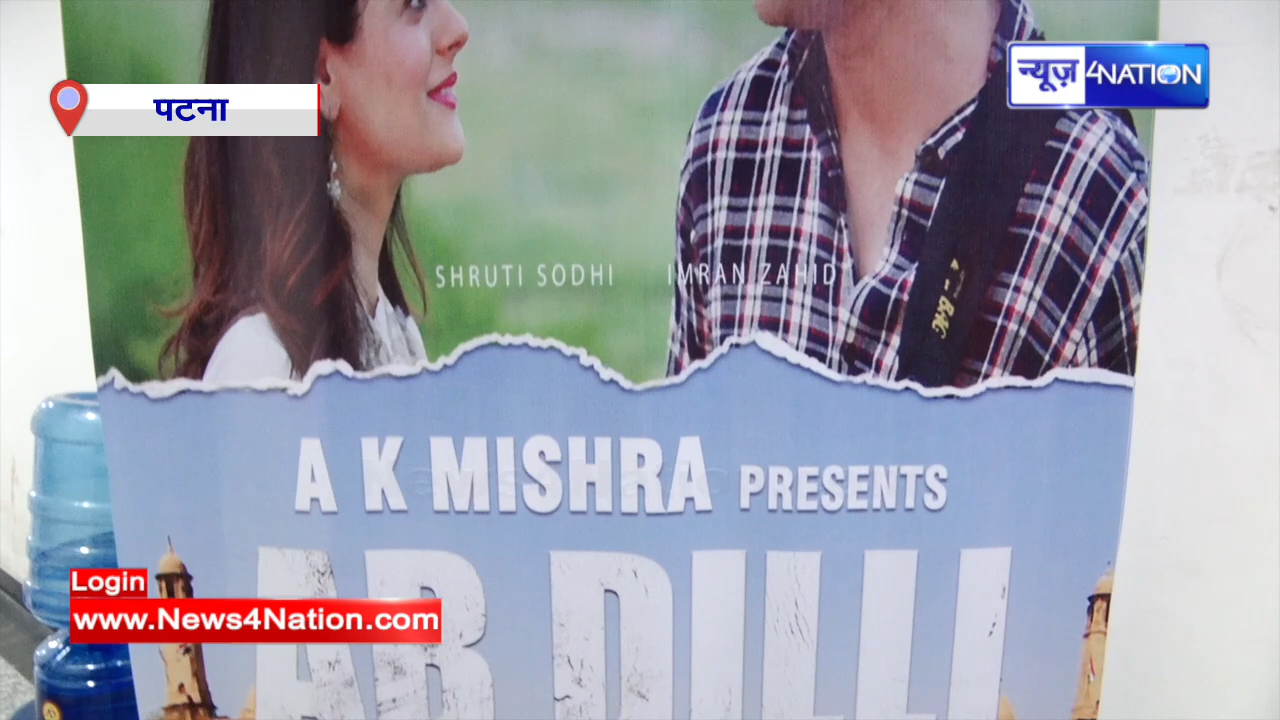 न्यूज़ 4NATION
पटना
SHRUTI SODHI IMRAN ZAHID
A K MISHRA PRESENTS
AB DILLI
Login
www.News4Nation.com